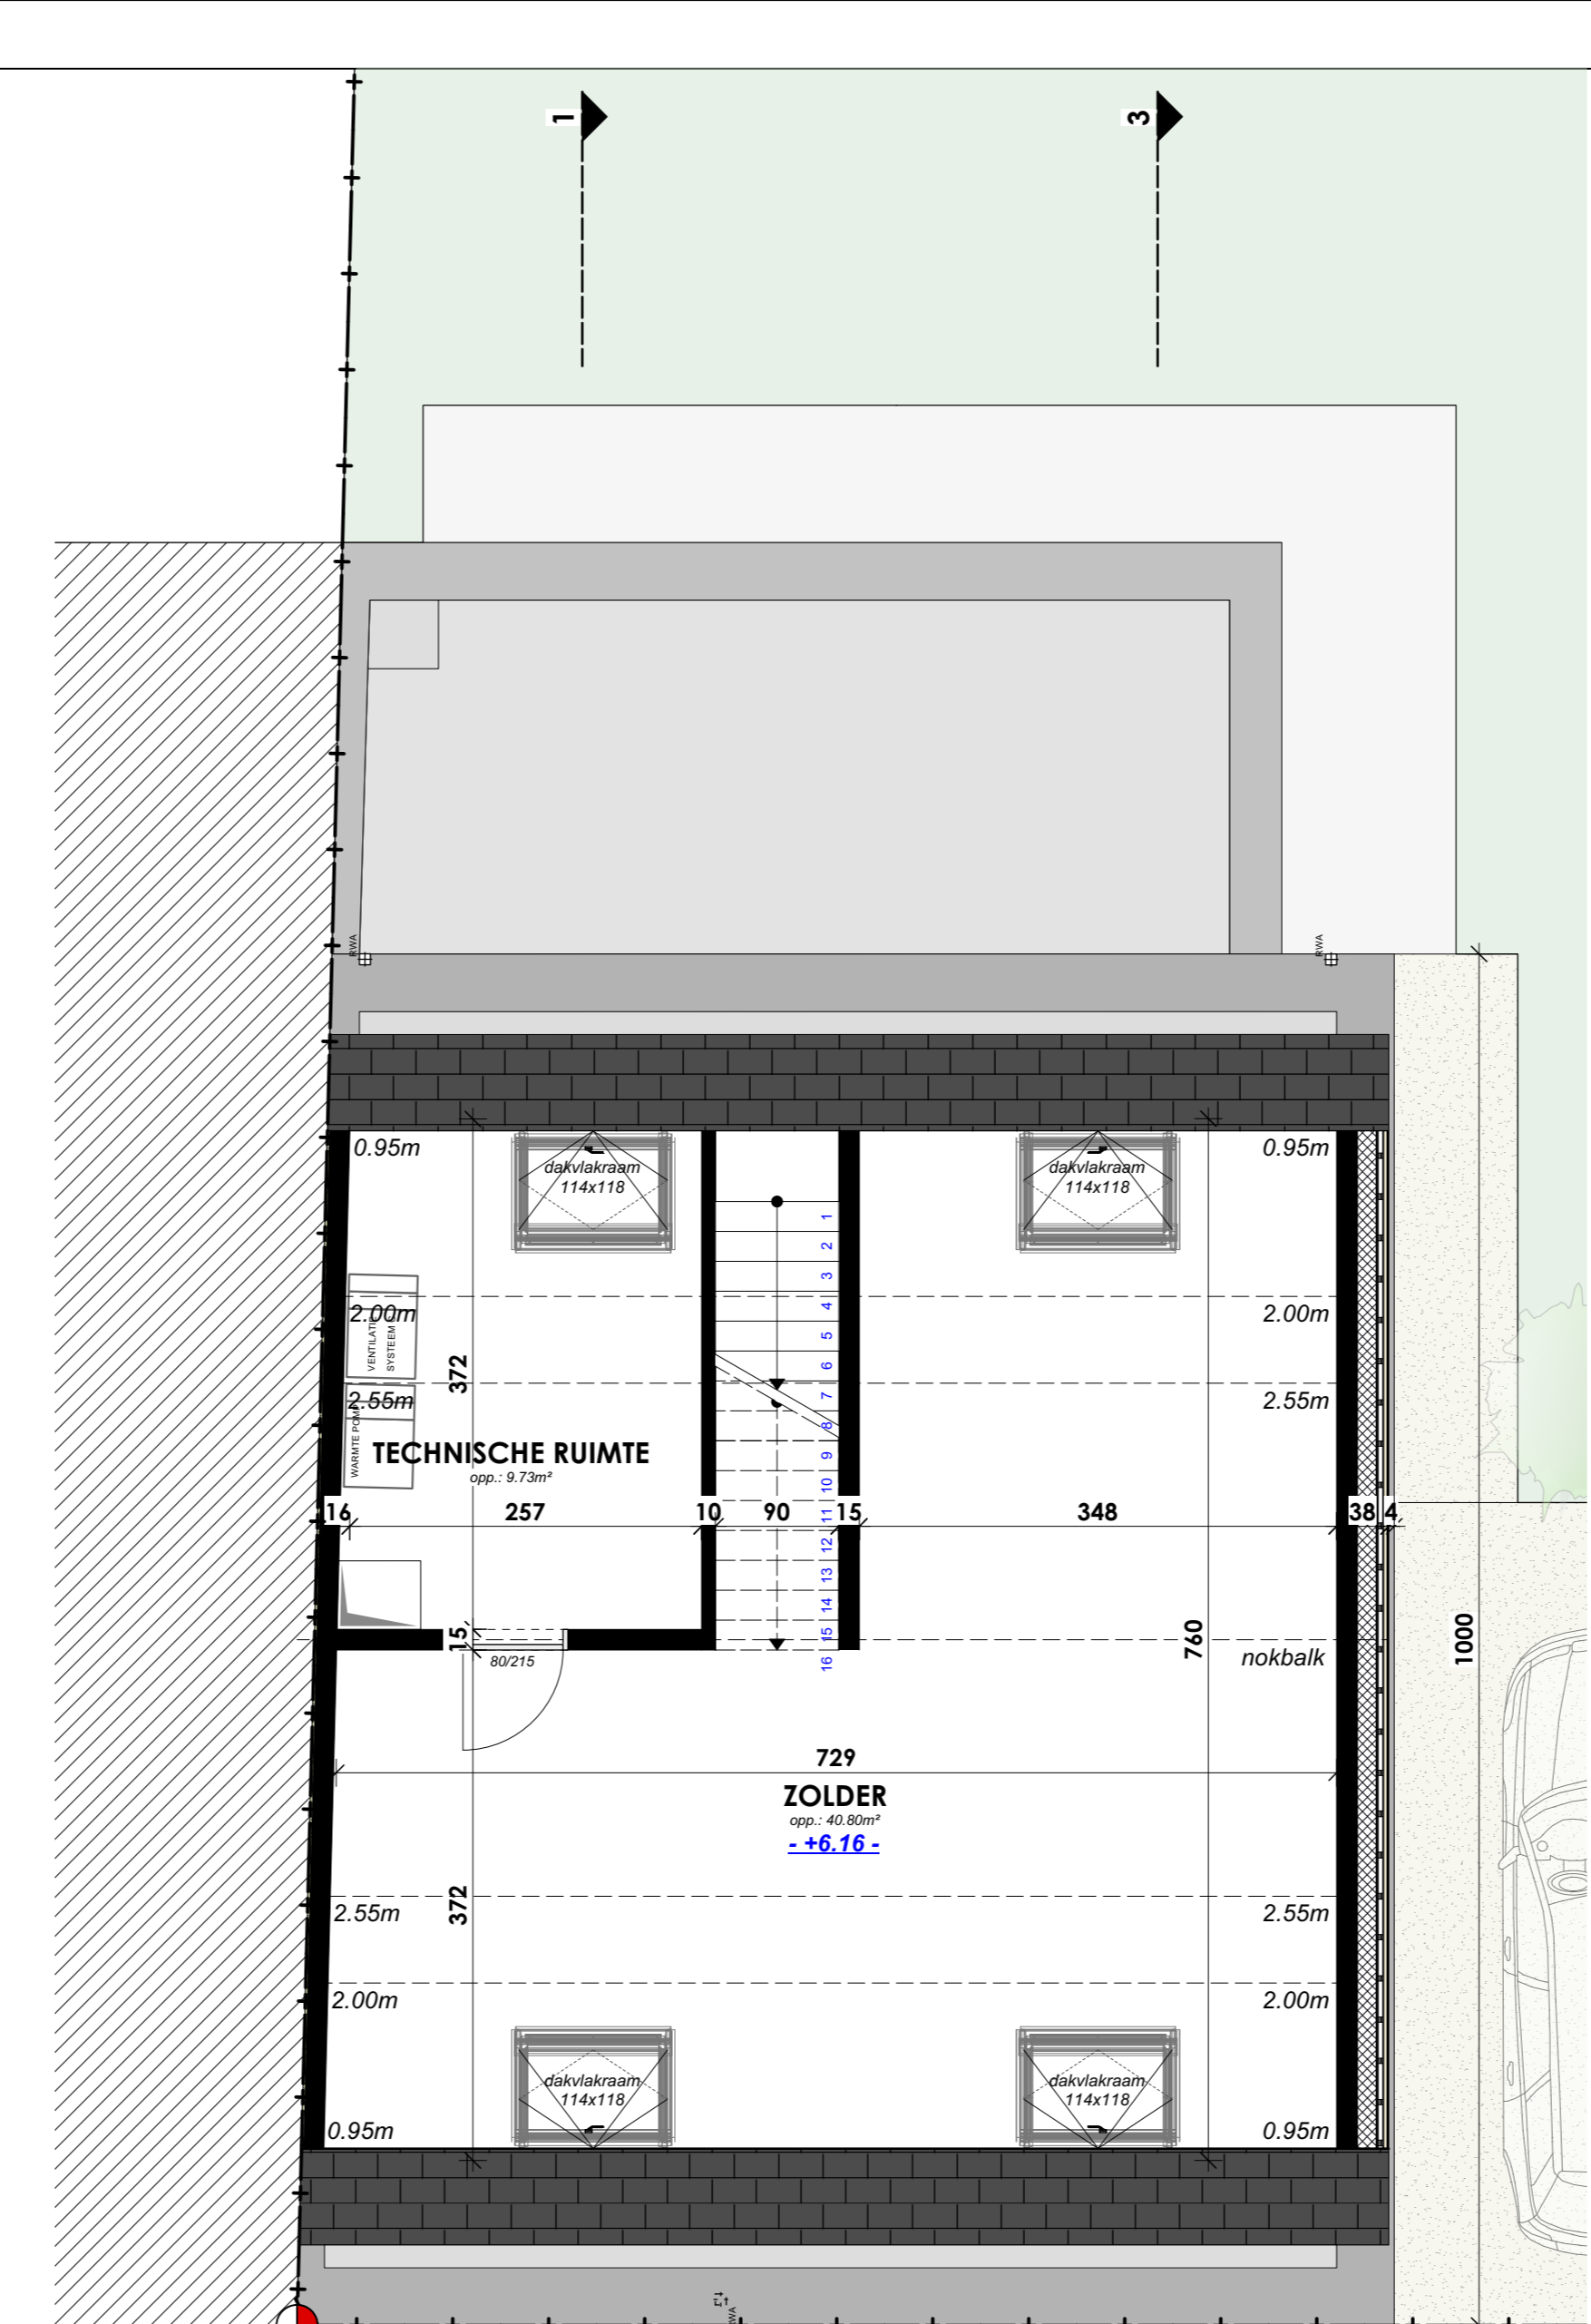 1
3
RWA
RWA
0.95m
dakvlakraam
114x118
dakvlakraam
114x118
0.95m
1
2
3
4
5
6
7
8
9
10
11
12
13
14
15
16
2.00m
2.00m
VENTILATIE
SYSTEEM
372
2.55m
2.55m
WARMTE POMP
TECHNISCHE RUIMTE
opp.: 9.73m²
16
257
10
90
15
348
38
4
15
80/215
760
1000
nokbalk
729
ZOLDER
opp.: 40.80m²
- +6.16 -
372
2.55m
2.55m
2.00m
2.00m
dakvlakraam
114x118
dakvlakraam
114x118
0.95m
0.95m
RWA